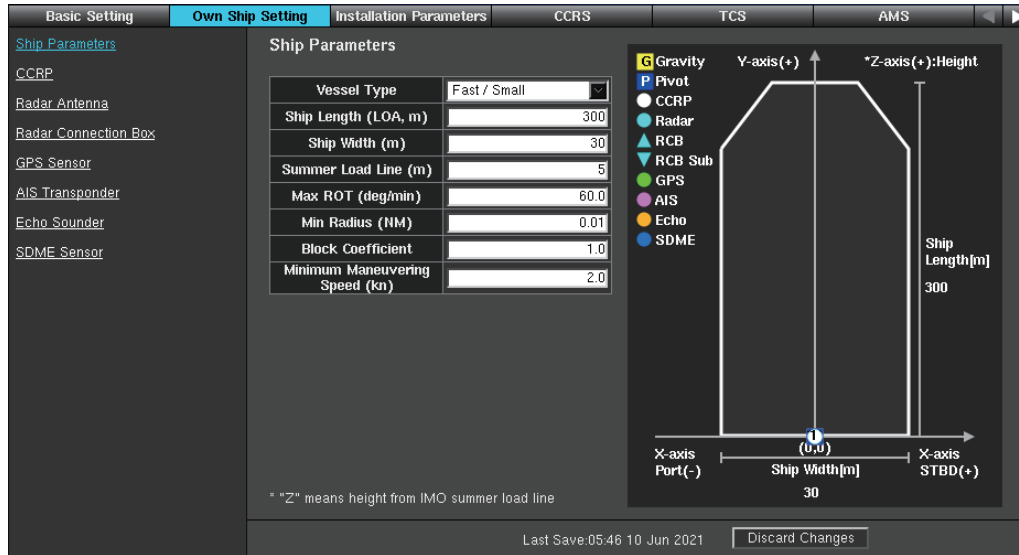 Basic Setting Own Ship Setting Installation Parameters CCRS TCS AMS
Ship Parameters
CCRP
Radar Antenna
Radar Connection Box
GPS Sensor
AIS Transponder
Echo Sounder
SDME Sensor
Ship Parameters
Vessel Type Fast / Small
Ship Length (LOA, m) 300
Ship Width (m) 30
Summer Load Line (m) 5
Max ROT (deg/min) 60.0
Min Radius (NM) 0.01
Block Coefficient 1.0
Minimum Maneuvering
Speed (kn) 2.0
* "Z" means height from IMO summer load line
G Gravity
P Pivot
CCRP
Radar
RCB
RCB Sub
GPS
AIS
Echo
SDME
Y-axis(+)
*Z-axis(+):Height
Ship
Length[m]
300
1
(0,0)
X-axis
Port(-)
Ship Width[m]
30
X-axis
STBD(+)
Last Save:05:46 10 Jun 2021 Discard Changes